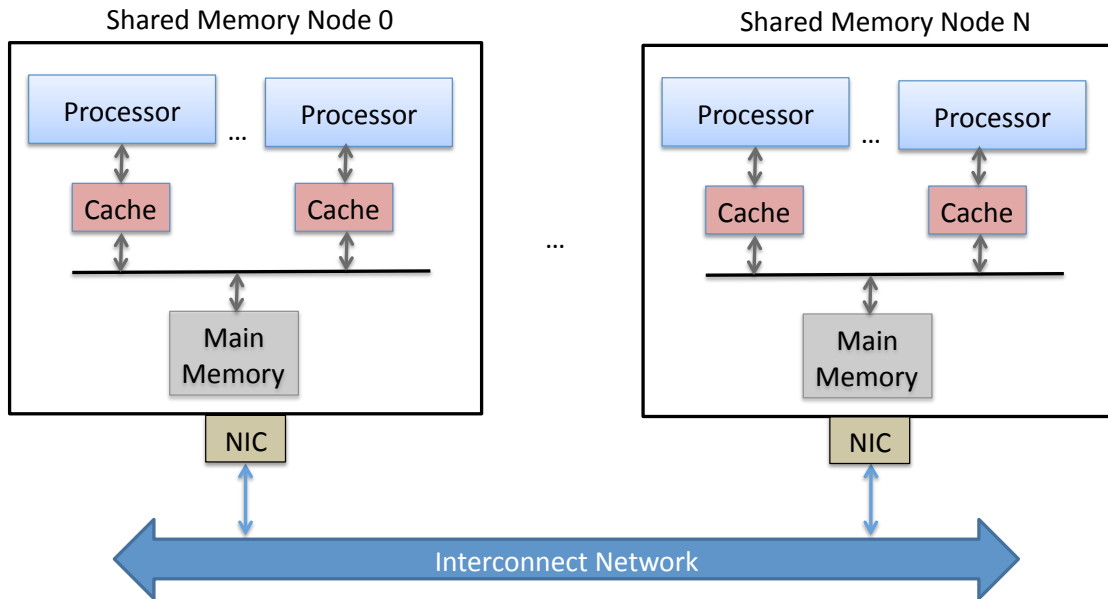 Shared Memory Node 0
Shared Memory Node N
Processor
...
Processor
Processor
...
Processor
Cache
Cache
Cache
Cache
...
Main
Memory
Main
Memory
NIC
NIC
Interconnect Network